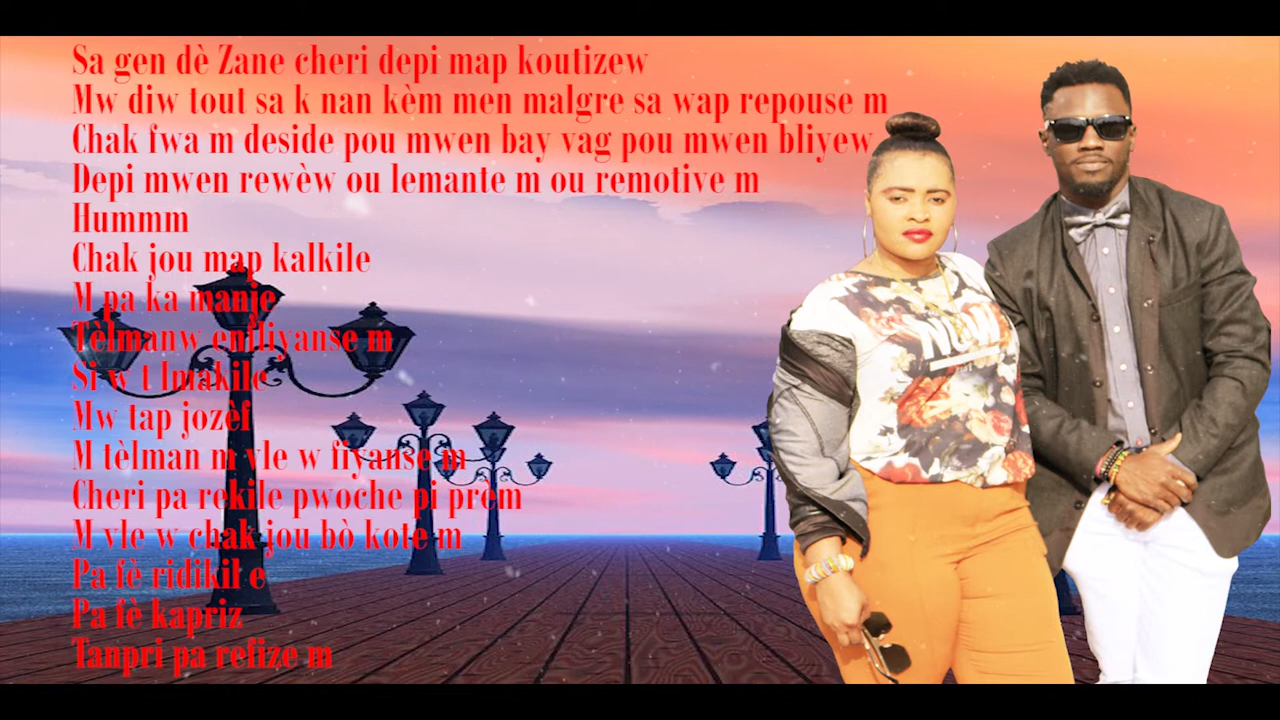 Sa gen dè Zane cheri depi map koutizew
Mw diw tout sa k nan kèm men malgre sa wap repouse m
Chak fwa m deside pou mwen bay vag pou mwen bliyew
Depi mwen rewèw ou lemante m ou remotive m
Hummm
Chak jou map kalkile
M pa ka manje
Tèlmanw enfliyanse m
Si w t lmakile
Mw tap jozèf
M tèlman m vle w fiyanse m
Cheri pa rekile pwoche pi prèm
M vle w chak jou bò kote m
Pa fè ridikil e
Pa fè kapriz
Tanpri pa refize m